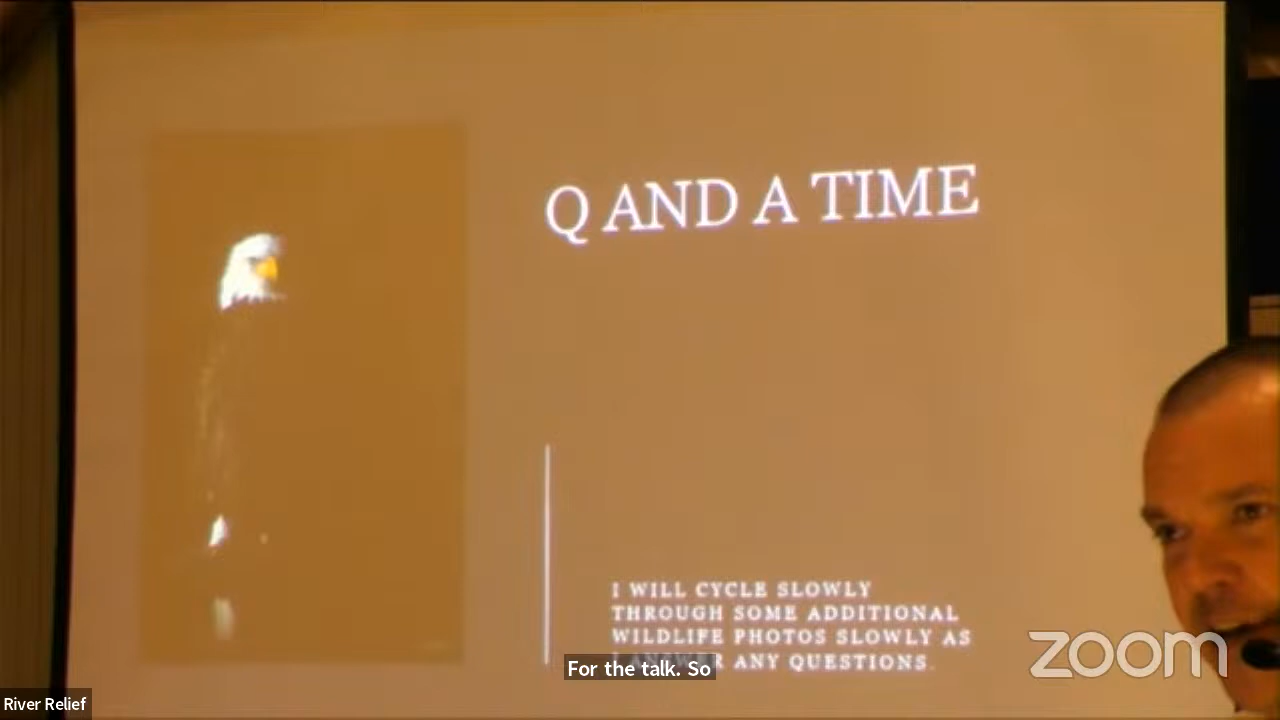 Q AND A TIME
I WILL CYCLE SLOWLY
THROUGH SOME ADDITIONAL
WILDLIFE PHOTOS SLOWLY AS
I ANSWER ANY QUESTIONS.
For the talk. So
zoom
River Relief